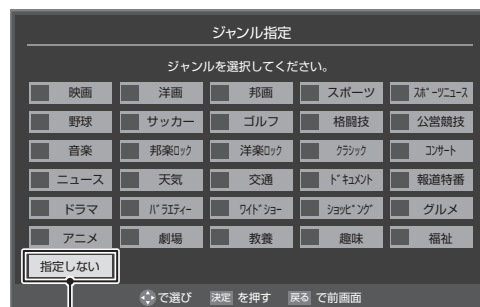 ジャンル指定
ジャンルを選択してください。
映画 洋画 邦画 スポーツ ｽﾎﾟｰﾂﾆｭｰｽ
野球 サッカー ゴルフ 格闘技 公営競技
音楽 邦楽ﾛｯｸ 洋楽ﾛｯｸ ｸﾗｼｯｸ ｺﾝｻｰﾄ
ニュース 天気 交通 ﾄﾞｷｭﾒﾝﾄ 報道特番
ドラマ ﾊﾞﾗｴﾃｨｰ ﾜｲﾄﾞｼｮｰ ｼｮｯﾋﾟﾝｸﾞ グルメ
アニメ 劇場 教養 趣味 福祉
指定しない
で選び 決定 を押す 戻る で前画面